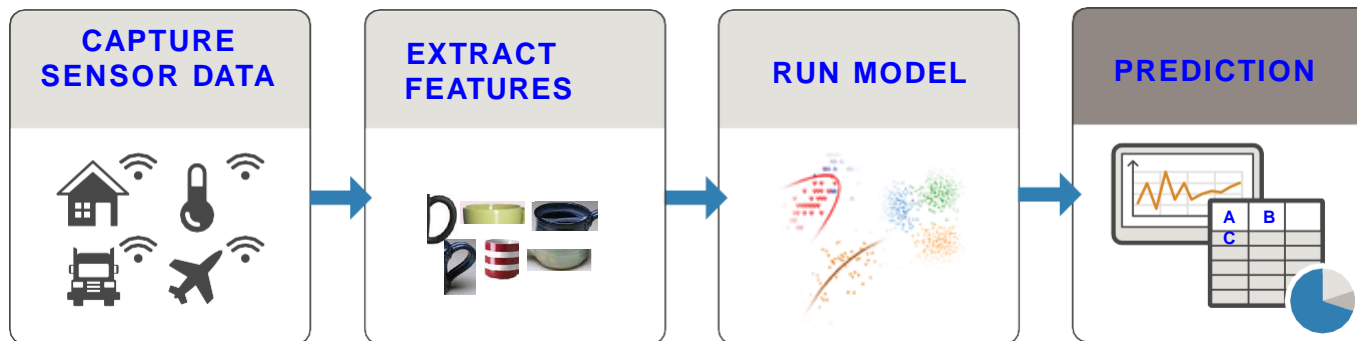 CAPTURE
SENSOR DATA
EXTRACT
FEATURES
RUN MODEL
PREDICTION
A B
C